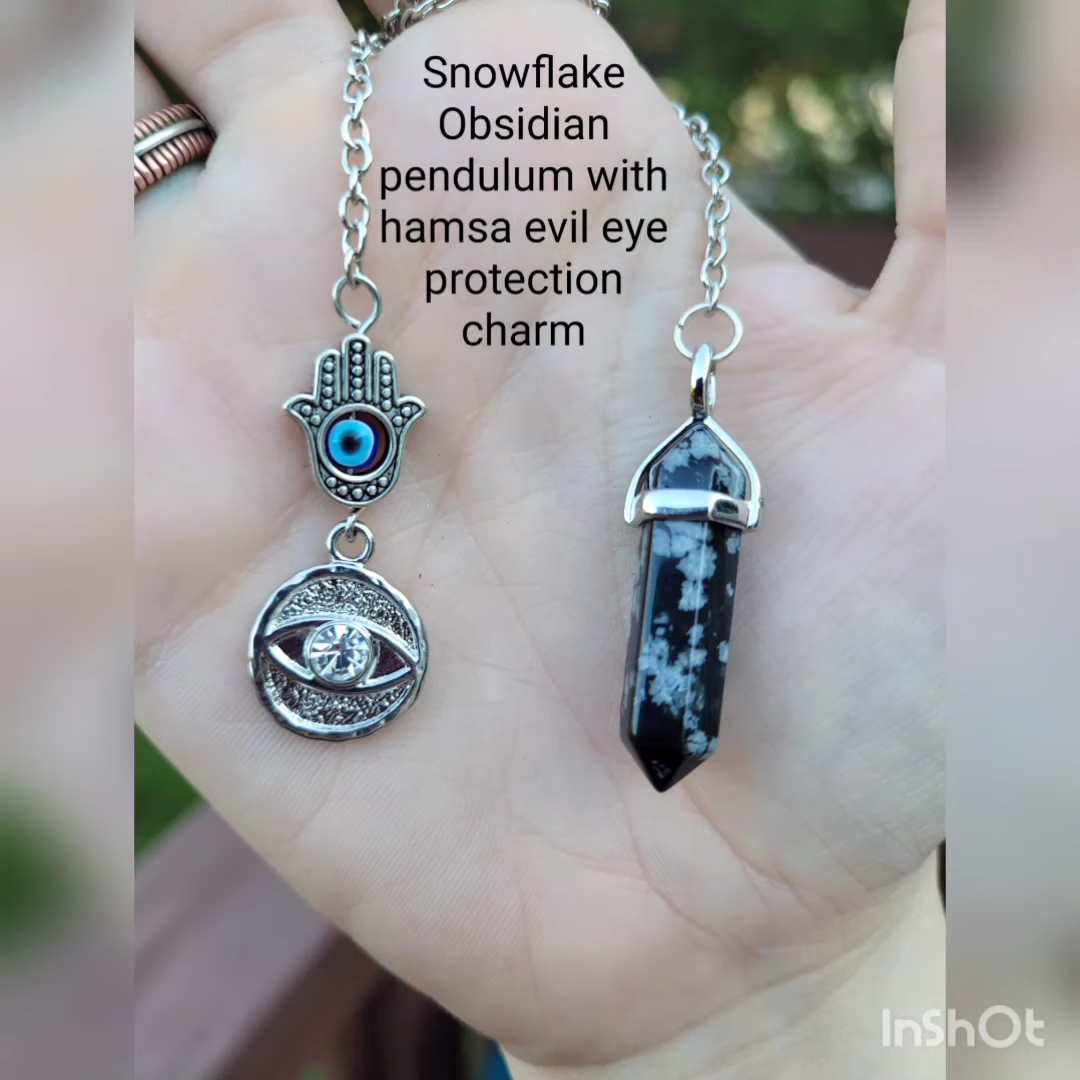 Snowflake
Obsidian
pendulum with
hamsa evil eye
protection
charm
InShOt